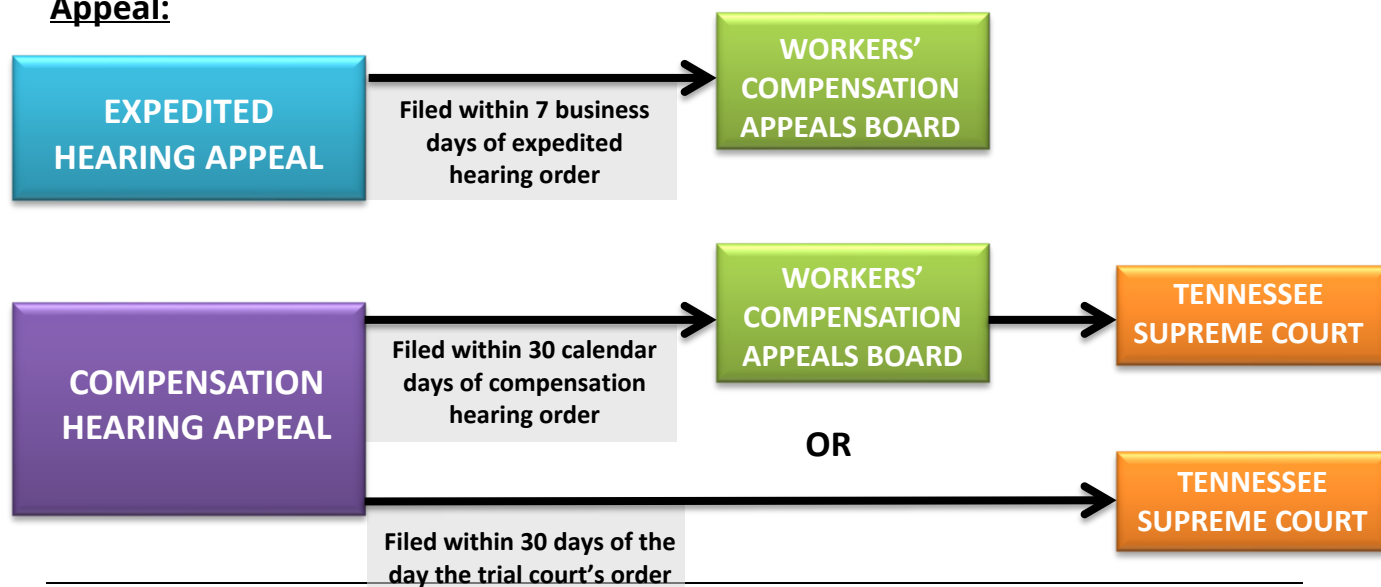 Appeal:
EXPEDITED
HEARING APPEAL
Filed within 7 business
days of expedited
hearing order
WORKERS’
COMPENSATION
APPEALS BOARD
COMPENSATION
HEARING APPEAL
Filed within 30 calendar
days of compensation
hearing order
WORKERS’
COMPENSATION
APPEALS BOARD
TENNESSEE
SUPREME COURT
OR
Filed within 30 days of the
day the trial court’s order
TENNESSEE
SUPREME COURT